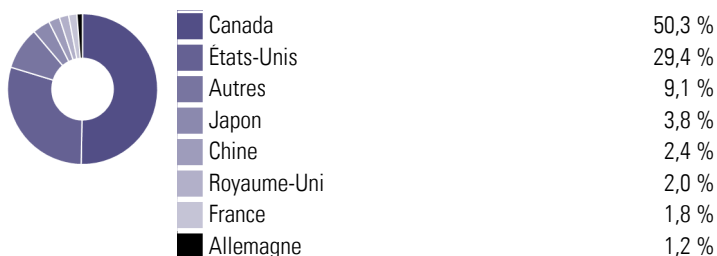 Canada 50,3 %
États-Unis 29,4 %
Autres 9,1 %
Japon 3,8 %
Chine 2,4 %
Royaume-Uni 2,0 %
France 1,8 %
Allemagne 1,2 %